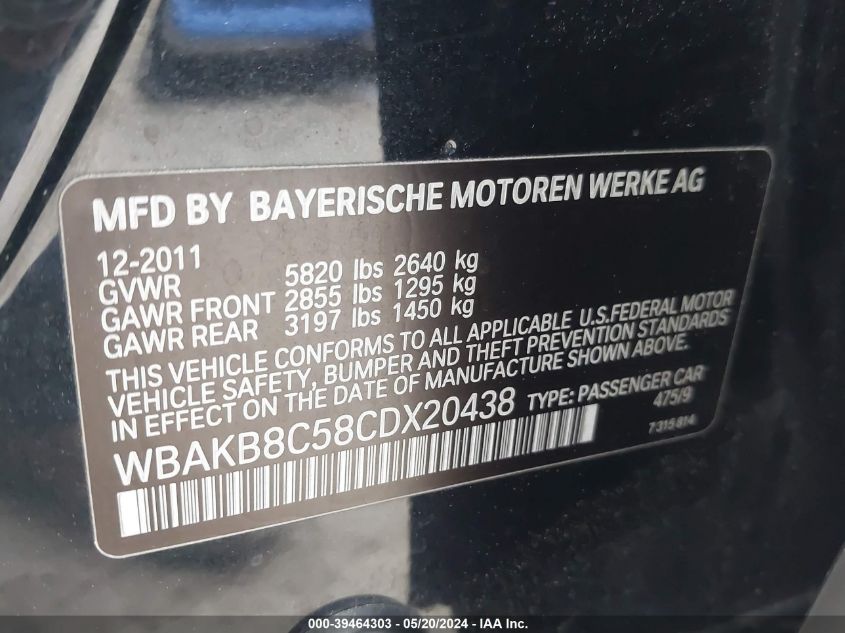 MFD BY BAYERISCHE MOTOREN WERKE AG
12-2011
GVWR 5820 lbs 2640 kg
GAWR FRONT 2855 lbs 1295 kg
GAWR REAR 3197 lbs 1450 kg
THIS VEHICLE CONFORMS TO ALL APPLICABLE U.S.FEDERAL MOTOR
VEHICLE SAFETY, BUMPER AND THEFT PREVENTION STANDARDS
IN EFFECT ON THE DATE OF MANUFACTURE SHOWN ABOVE.
WBAKB8C58CDX20438 TYPE: PASSENGER CAR
475/9
7 315 814
000-39464303 — 05/20/2024 — IAA Inc.